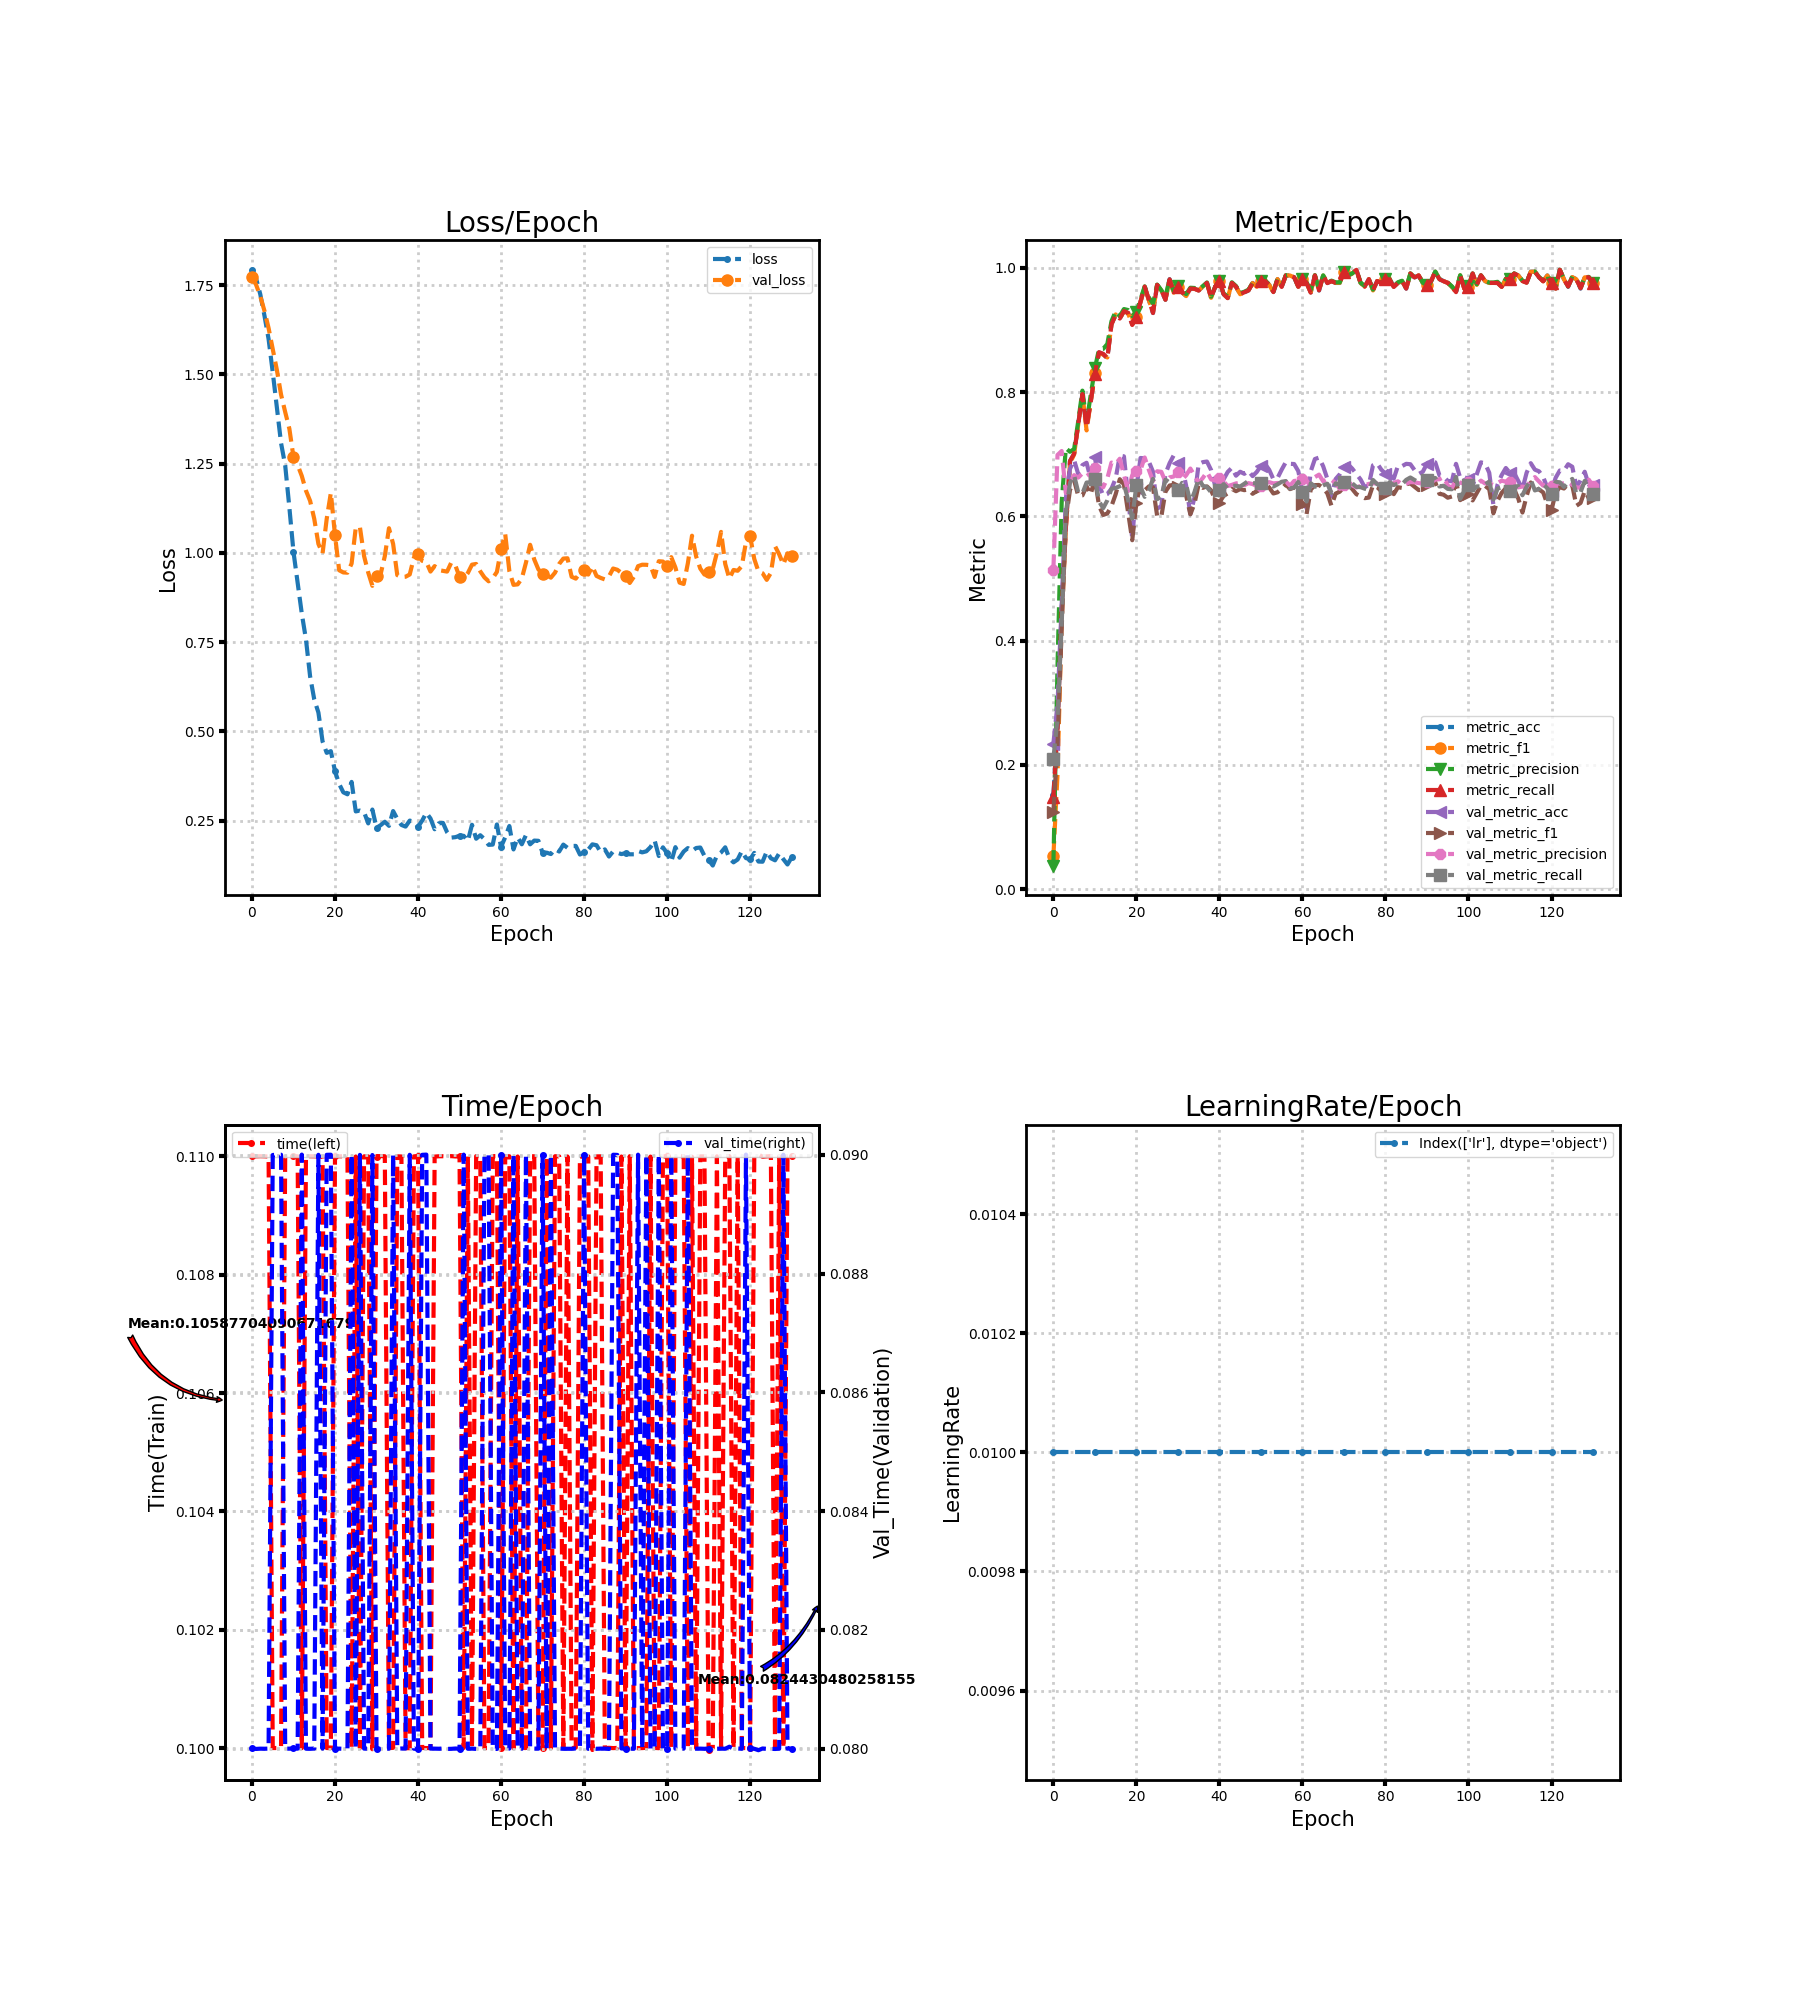 Loss/Epoch
loss
val_loss
1.75
1.50
1.25
1.00
0.75
0.50
0.25
Loss
0 20 40 60 80 100 120
Epoch
Metric/Epoch
1.0
0.8
0.6
0.4
0.2
0.0
Metric
metric_acc
metric_f1
metric_precision
metric_recall
val_metric_acc
val_metric_f1
val_metric_precision
val_metric_recall
0 20 40 60 80 100 120
Epoch
Time/Epoch
time(left)
val_time(right)
0.110
0.108
0.106
0.104
0.102
0.100
Time(Train)
0.090
0.088
0.086
0.084
0.082
0.080
Val_Time(Validation)
Mean:0.0824430480258155
0 20 40 60 80 100 120
Epoch
LearningRate/Epoch
Index(['lr'], dtype='object')
0.0104
0.0102
0.0100
0.0098
0.0096
LearningRate
0 20 40 60 80 100 120
Epoch